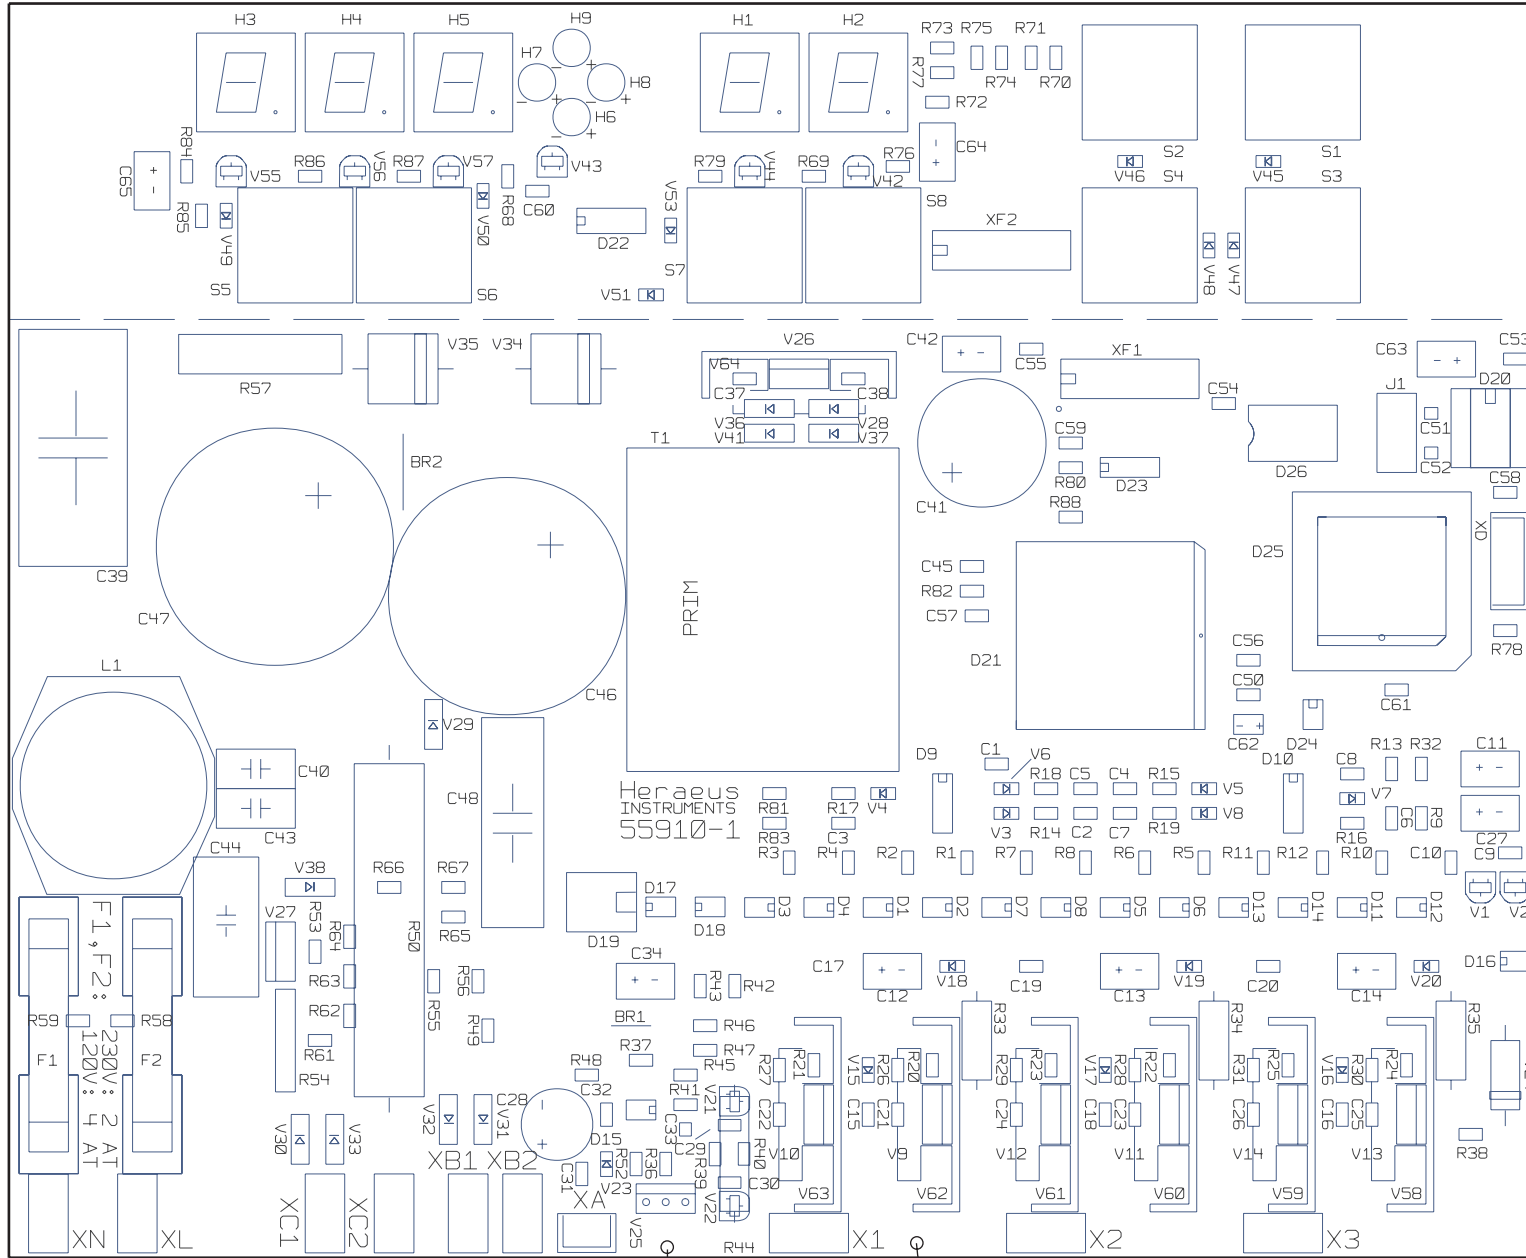 H3
H4
H5
H9
H7
H8
H6
H1
H2
R73
R75
R71
R77
R74
R70
R72
C64
S2
S1
R84
C65
V55
R86
V56
R87
V57
V43
R79
V44
R69
R76
V42
V46
S4
V45
S3
R85
V49
V50
R68
C60
D22
V53
S8
XF2
S5
S6
S7
V51
V48
V47
R57
V35
V34
V26
V64
C37
C38
V36
V28
V41
V37
C42
C55
XF1
C54
C63
C53
J1
D20
C51
C52
C39
C47
BR2
T1
C59
R80
D23
D26
C58
C41
R88
C46
PRIM
C45
R82
C57
D21
D25
XD
R78
C56
C50
C62
D24
C61
L1
V29
C40
C43
C48
Heraeus
INSTRUMENTS
55910-1
R81
R83
R17
C3
V4
D9
C1
V6
R18
C5
C4
R15
V5
V3
R14
C2
C7
R19
V8
D10
C8
V7
R16
R13
R32
C6
R9
C11
C27
C9
C44
V38
R66
R67
R3
R4
R2
R1
R7
R8
R6
R5
R11
R12
R10
C10
F1,F2:
230V: 2 AT
120V: 4 AT
V27
R53
R64
R50
R65
D19
D17
D18
D3
D4
D1
D2
D7
D8
D5
D6
D13
D14
D11
D12
V1
V2
R63
R62
R55
R56
R49
C34
R43
R42
C17
C12
V18
C19
C13
V19
C20
C14
V20
D16
R59
R58
F1
F2
R61
R54
BR1
R46
R47
R37
R33
R34
R35
R48
C32
R45
R41
V21
R27
R21
V15
R26
R20
R29
R23
V17
R28
R22
R31
R25
V16
R30
R24
V30
V33
V32
V31
C28
D15
C33
C29
C22
C15
C21
C24
C18
C23
C26
C16
C25
R38
XB1
XB2
C31
V23
R52
R36
R39
R40
C30
V10
V9
V12
V11
V14
V13
V63
V62
V61
V60
V59
V58
XN
XL
XC1
XC2
XA
V25
V22
R44
X1
X2
X3